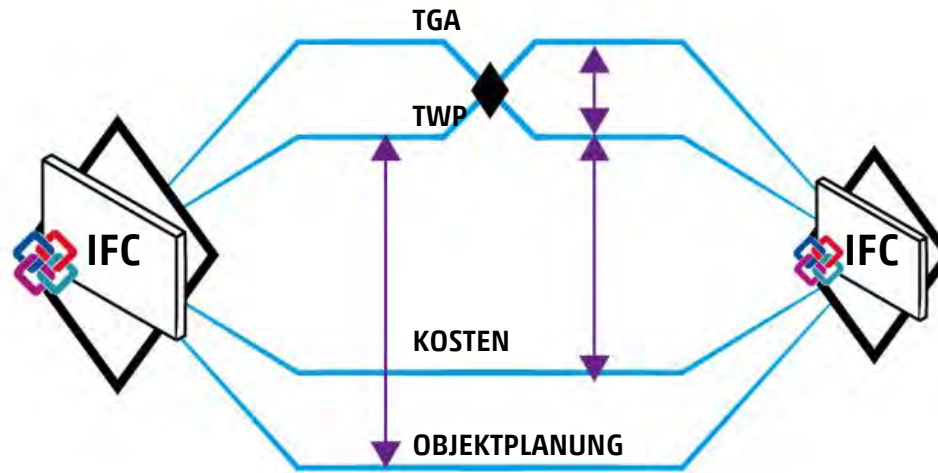 TGA
TWP
IFC
IFC
KOSTEN
OBJEKTPLANUNG